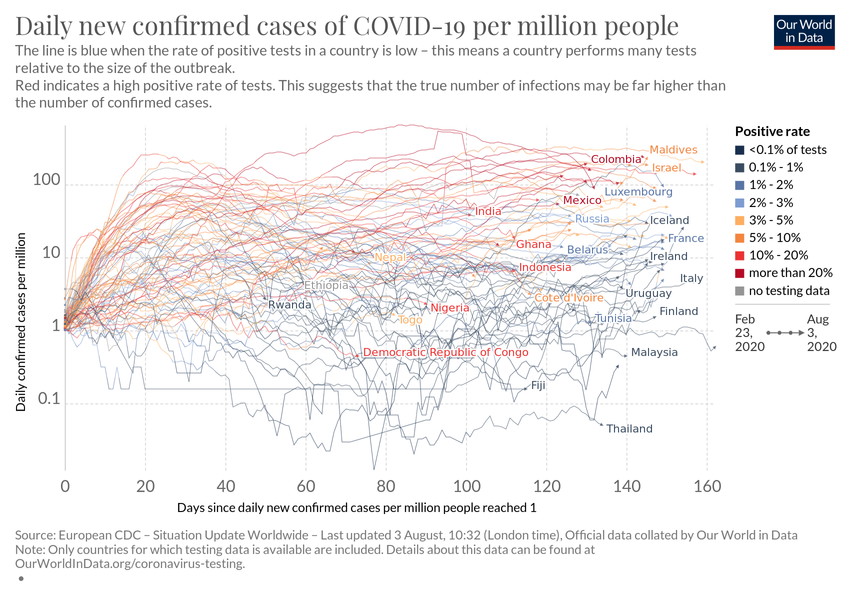 Daily new confirmed cases of COVID-19 per million people
Our World
in Data
The line is blue when the rate of positive tests in a country is low – this means a country performs many tests
relative to the size of the outbreak.
Red indicates a high positive rate of tests. This suggests that the true number of infections may be far higher than
the number of confirmed cases.
Daily confirmed cases per million
100
10
1
0.1
0
20
40
60
80
100
120
140
160
Days since daily new confirmed cases per million people reached 1
Maldives
Colombia
Israel
Luxembourg
Mexico
India
Russia
Iceland
France
Ghana
Belarus
Ireland
Nepal
Indonesia
Italy
Ethiopia
Uruguay
Cote d'Ivoire
Rwanda
Nigeria
Finland
Togo
Tunisia
Democratic Republic of Congo
Malaysia
Fiji
Thailand
Positive rate
<0.1% of tests
0.1% - 1%
1% - 2%
2% - 3%
3% - 5%
5% - 10%
10% - 20%
more than 20%
no testing data
Feb
23,
2020
Aug
3,
2020
Source: European CDC – Situation Update Worldwide – Last updated 3 August, 10:32 (London time), Official data collated by Our World in Data
Note: Only countries for which testing data is available are included. Details about this data can be found at
OurWorldInData.org/coronavirus-testing.
•